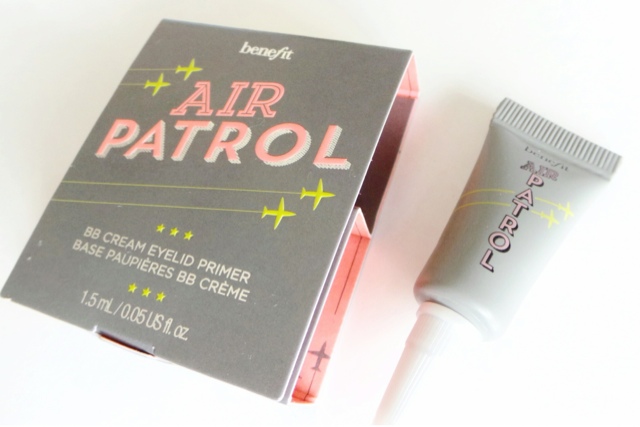 benefit
AIR
PATROL
★★★
BB CREAM EYELID PRIMER
BASE PAUPIÈRES BB CRÈME
★★★
1.5 mL / 0.05 US fl. oz.
benefit
AIR
PATROL